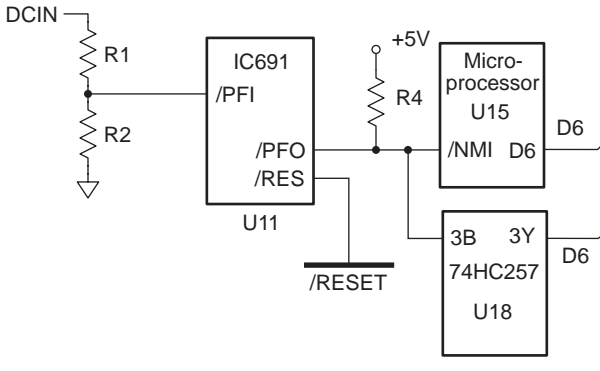 DCIN
R1
R2
IC691
/PFI
/PFO
/RES
U11
/RESET
+5V
R4
Micro-
processor
U15
/NMI D6
D6
3B 3Y
74HC257
U18
D6